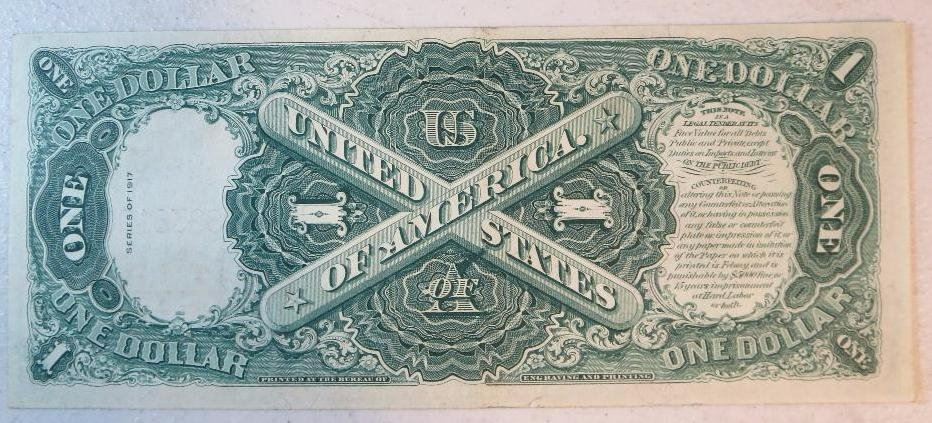 ONE
ONE DOLLAR
ONE DOLLAR
1
US
UNITED
STATES
OF AMERICA.
1
1
OF
A
ONE
SERIES OF 1917
THIS NOTE
IS A
LEGAL TENDER AT ITS
Face Value for all Debts
Public and Private, except
Duties on Imports and Interest
ON THE PUBLIC DEBT.
COUNTERFEITING
or
altering this Note or passing
any Counterfeit or Alteration
of it, or having in possession
any false or counterfeit
plate or impression of it, or
any paper made in imitation
of the Paper on which it is
printed is Felony and is
punishable by $5000 fine or
15 years imprisonment
at Hard Labor
or both.
ONE
1
ONE DOLLAR
ONE DOLLAR
ONE
PRINTED AT THE BUREAU OF
ENGRAVING AND PRINTING